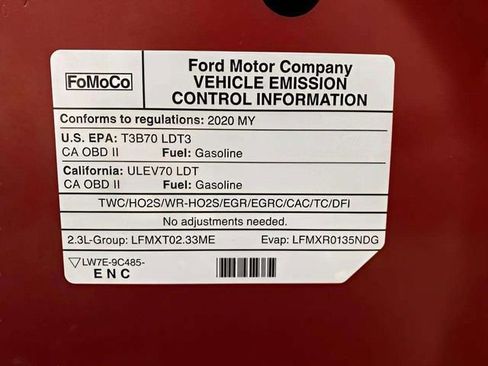 FoMoCo
Ford Motor Company
VEHICLE EMISSION
CONTROL INFORMATION
Conforms to regulations: 2020 MY
U.S. EPA: T3B70 LDT3
CA OBD II Fuel: Gasoline
California: ULEV70 LDT
CA OBD II Fuel: Gasoline
TWC/HO2S/WR-HO2S/EGR/EGRC/CAC/TC/DFI
No adjustments needed.
2.3L-Group: LFMXT02.33ME Evap: LFMXR0135NDG
LW7E-9C485-
ENC